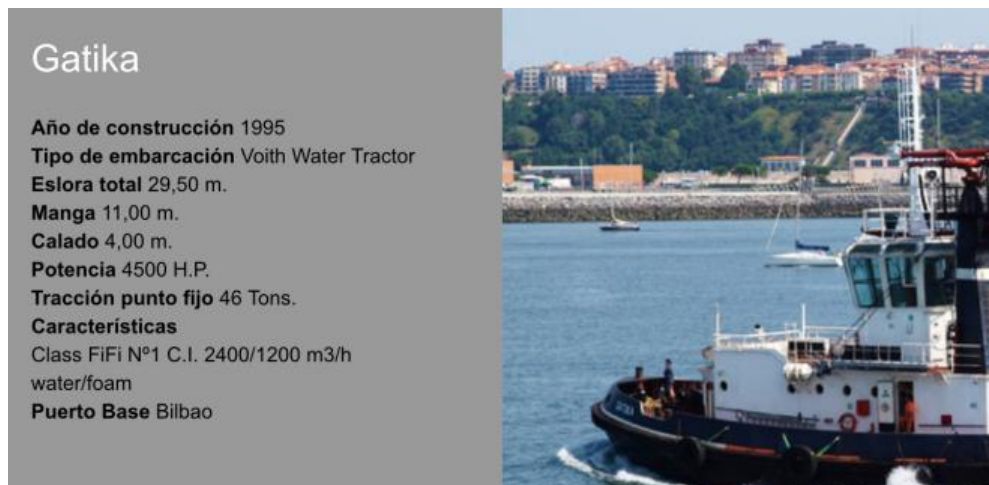 Gatika
Año de construcción 1995
Tipo de embarcación Voith Water Tractor
Eslora total 29,50 m.
Manga 11,00 m.
Calado 4,00 m.
Potencia 4500 H.P.
Tracción punto fijo 46 Tons.
Características
Class FiFi Nº1 C.I. 2400/1200 m3/h
water/foam
Puerto Base Bilbao